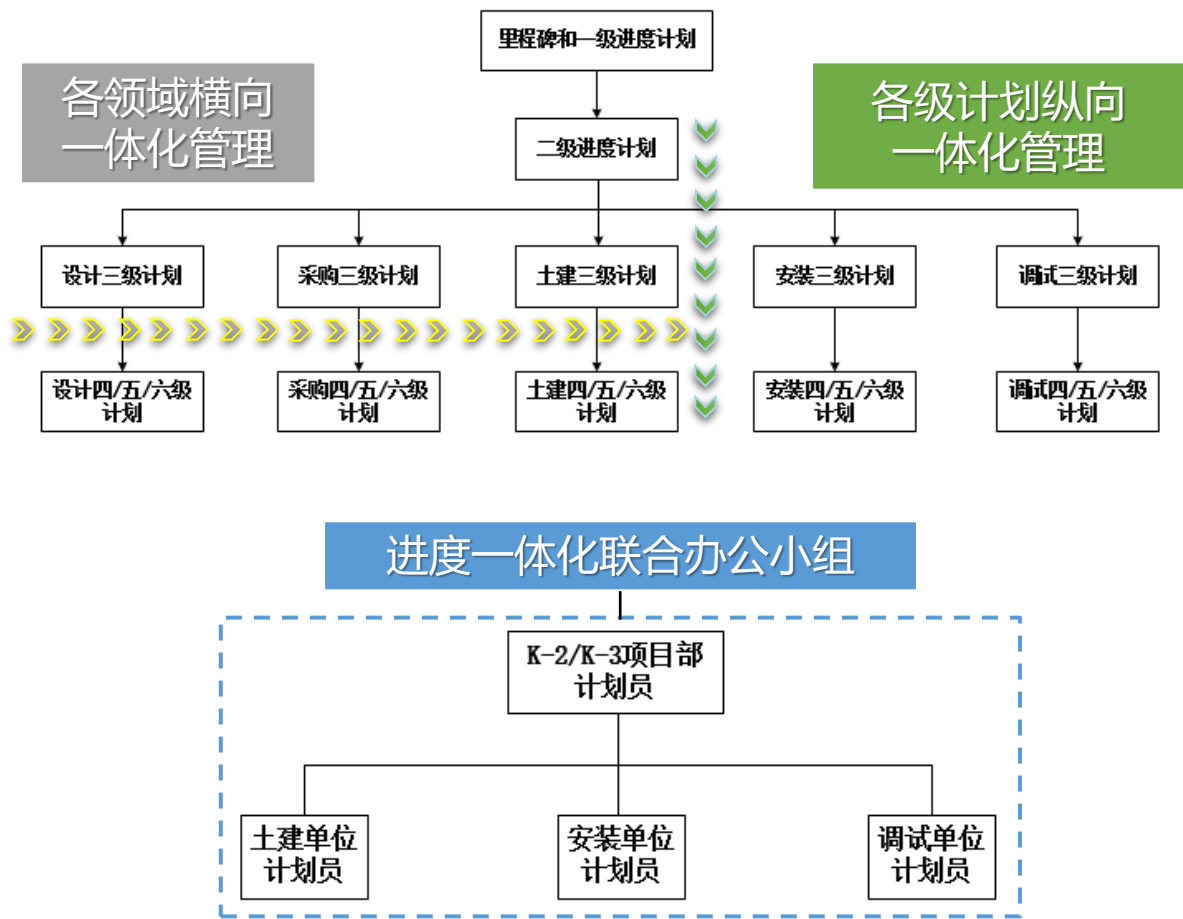 里程碑和一级进度计划
各领域横向
一体化管理
各级计划纵向
一体化管理
二级进度计划
设计三级计划
采购三级计划
土建三级计划
安装三级计划
调试三级计划
设计四/五/六级
计划
采购四/五/六级
计划
土建四/五/六级
计划
安装四/五/六级
计划
调试四/五/六级
计划
进度一体化联合办公小组
K-2/K-3项目部
计划员
土建单位
计划员
安装单位
计划员
调试单位
计划员